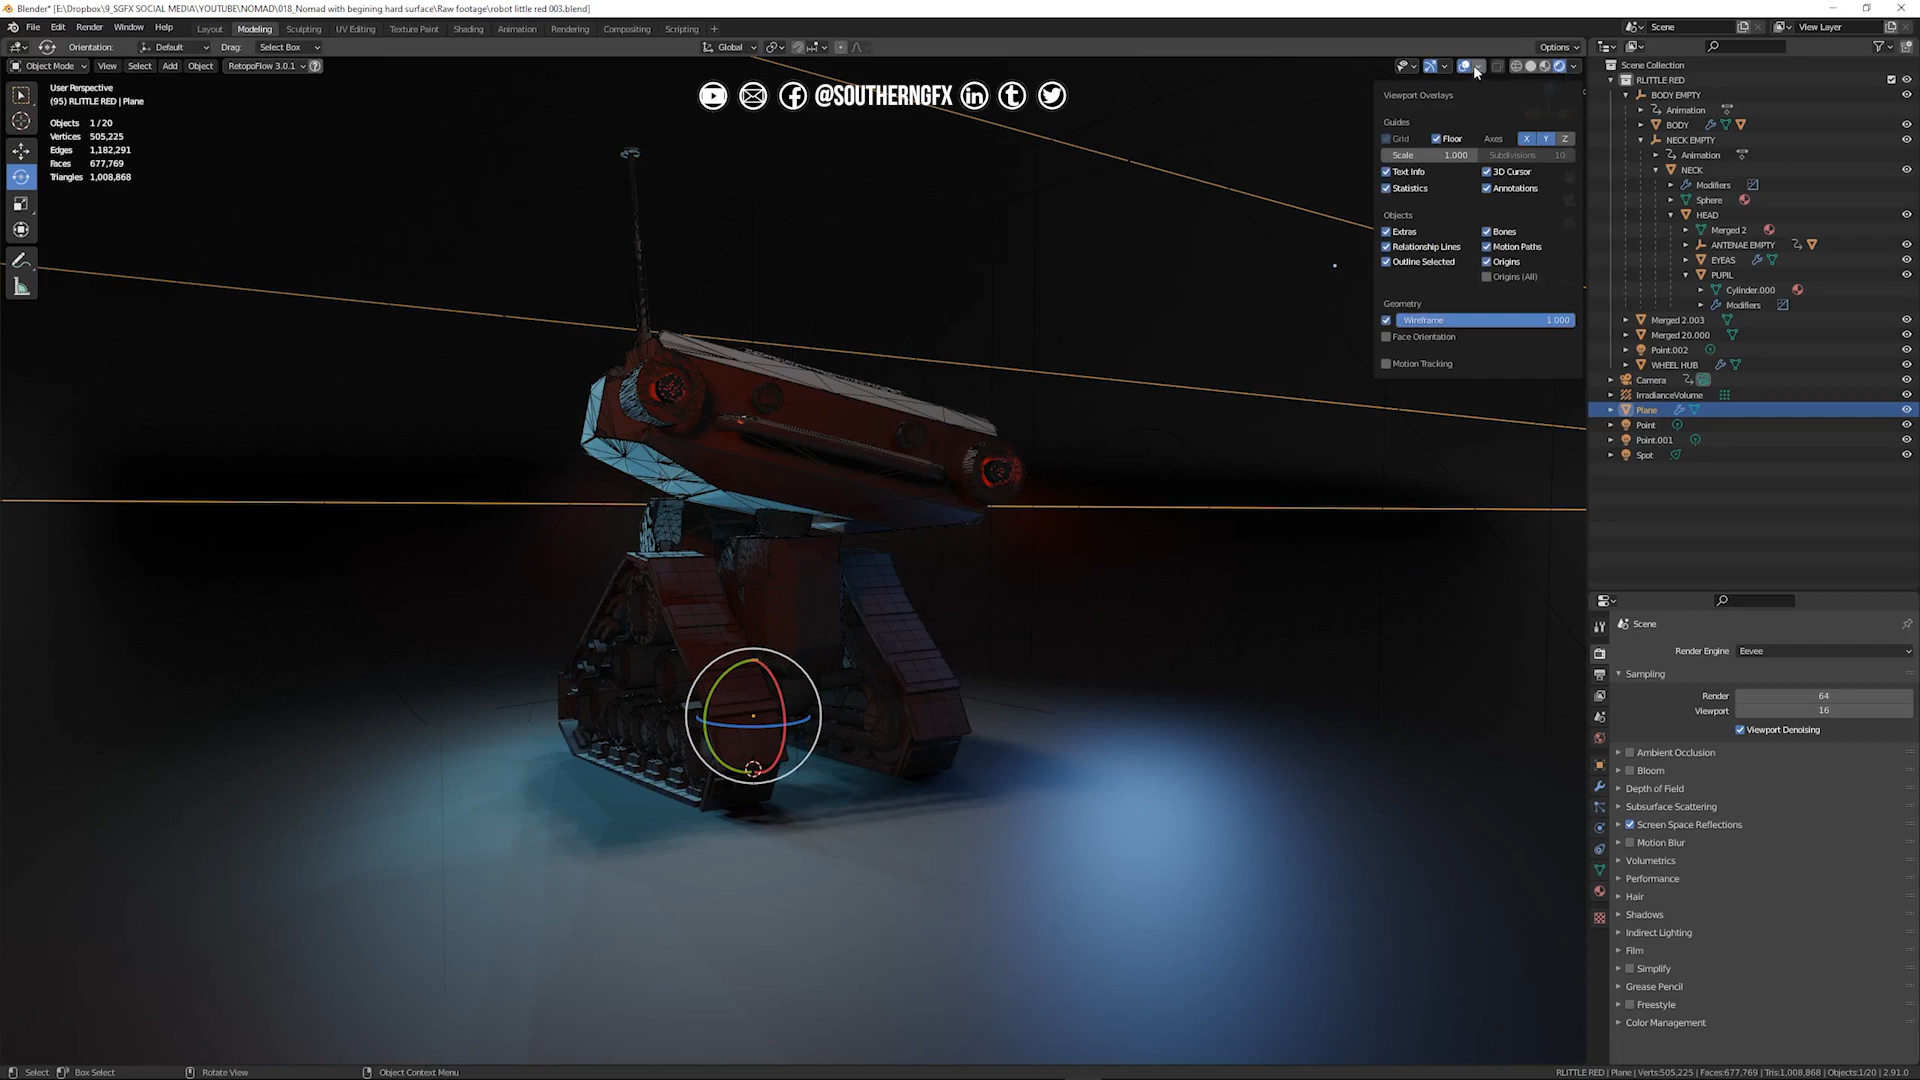 Blender* [E:\Dropbox\9_SGFX SOCIAL MEDIA\YOUTUBE\NOMAD\018_Nomad with begining hard surface\Raw footage\robot little red 003.blend]
File Edit Render Window Help
Layout Modeling Sculpting UV Editing Texture Paint Shading Animation Rendering Compositing Scripting +
Scene View Layer
Orientation: Default Drag: Select Box Global Options
Object Mode View Select Add Object RetopoFlow 3.0.1
User Perspective
(95) RLITTLE RED | Plane
Objects 1 / 20
Vertices 505,225
Edges 1,182,291
Faces 677,769
Triangles 1,008,868
@SOUTHERNGFX
Viewport Overlays
Guides
Grid Floor Axes X Y Z
Scale 1.000 Subdivisions 10
Text Info 3D Cursor
Statistics Annotations
Objects
Extras Bones
Relationship Lines Motion Paths
Outline Selected Origins
Origins (All)
Geometry
Wireframe 1.000
Face Orientation
Motion Tracking
Scene Collection
RLITTLE RED
BODY EMPTY
Animation
BODY
NECK EMPTY
Animation
NECK
Modifiers
Sphere
HEAD
Merged 2
ANTENAE EMPTY
EYEAS
PUPIL
Cylinder.000
Modifiers
Merged 2.003
Merged 20.000
Point.002
WHEEL HUB
Camera
IrradianceVolume
Plane
Point
Point.001
Spot
Scene
Render Engine Eevee
Sampling
Render 64
Viewport 16
Viewport Denoising
Ambient Occlusion
Bloom
Depth of Field
Subsurface Scattering
Screen Space Reflections
Motion Blur
Volumetrics
Performance
Hair
Shadows
Indirect Lighting
Film
Simplify
Grease Pencil
Freestyle
Color Management
Select Box Select Rotate View Object Context Menu
RLITTLE RED | Plane | Verts:505,225 | Faces:677,769 | Tris:1,008,868 | Objects:1/20 | 2.91.0